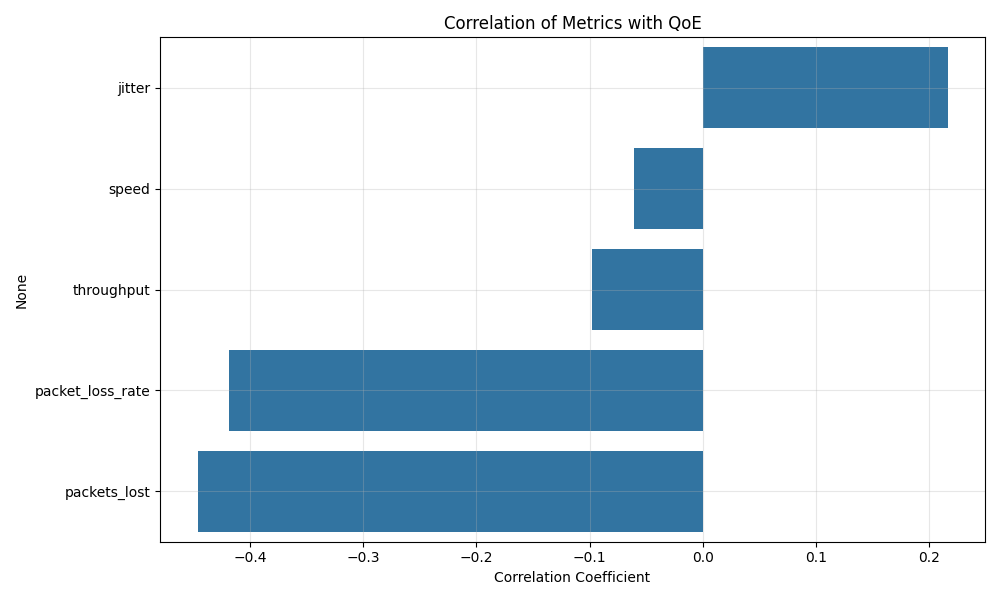 Correlation of Metrics with QoE
jitter
speed
throughput
packet_loss_rate
packets_lost
None
−0.4
−0.3
−0.2
−0.1
0.0
0.1
0.2
Correlation Coefficient